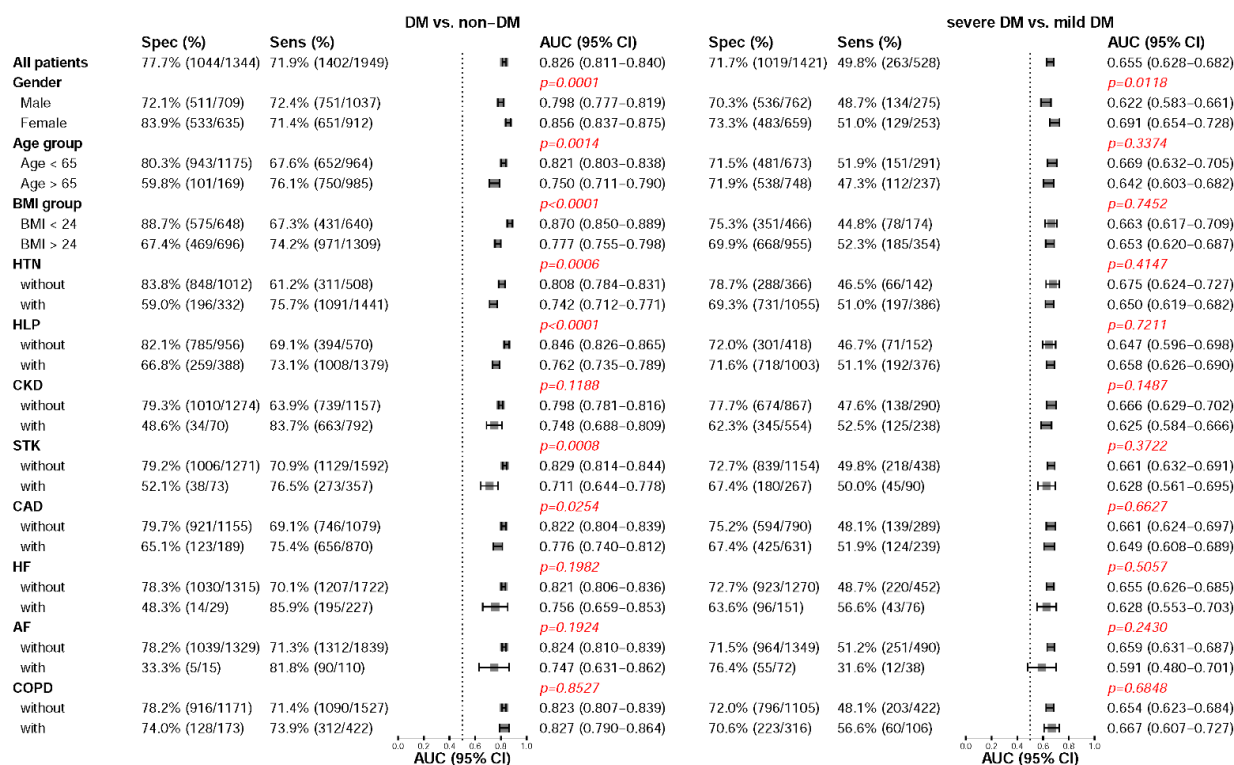 DM vs. non−DM severe DM vs. mild DM
Spec (%) Sens (%) AUC (95% CI) Spec (%) Sens (%) AUC (95% CI)
All patients 77.7% (1044/1344) 71.9% (1402/1949) 0.826 (0.811−0.840) 71.7% (1019/1421) 49.8% (263/528) 0.655 (0.628−0.682)
Gender p=0.0001 p=0.0118
Male 72.1% (511/709) 72.4% (751/1037) 0.798 (0.777−0.819) 70.3% (536/762) 48.7% (134/275) 0.622 (0.583−0.661)
Female 83.9% (533/635) 71.4% (651/912) 0.856 (0.837−0.875) 73.3% (483/659) 51.0% (129/253) 0.691 (0.654−0.728)
Age group p=0.0014 p=0.3374
Age < 65 80.3% (943/1175) 67.6% (652/964) 0.821 (0.803−0.838) 71.5% (481/673) 51.9% (151/291) 0.669 (0.632−0.705)
Age > 65 59.8% (101/169) 76.1% (750/985) 0.750 (0.711−0.790) 71.9% (538/748) 47.3% (112/237) 0.642 (0.603−0.682)
BMI group p<0.0001 p=0.7452
BMI < 24 88.7% (575/648) 67.3% (431/640) 0.870 (0.850−0.889) 75.3% (351/466) 44.8% (78/174) 0.663 (0.617−0.709)
BMI > 24 67.4% (469/696) 74.2% (971/1309) 0.777 (0.755−0.798) 69.9% (668/955) 52.3% (185/354) 0.653 (0.620−0.687)
HTN p=0.0006 p=0.4147
without 83.8% (848/1012) 61.2% (311/508) 0.808 (0.784−0.831) 78.7% (288/366) 46.5% (66/142) 0.675 (0.624−0.727)
with 59.0% (196/332) 75.7% (1091/1441) 0.742 (0.712−0.771) 69.3% (731/1055) 51.0% (197/386) 0.650 (0.619−0.682)
HLP p<0.0001 p=0.7211
without 82.1% (785/956) 69.1% (394/570) 0.846 (0.826−0.865) 72.0% (301/418) 46.7% (71/152) 0.647 (0.596−0.698)
with 66.8% (259/388) 73.1% (1008/1379) 0.762 (0.735−0.789) 71.6% (718/1003) 51.1% (192/376) 0.658 (0.626−0.690)
CKD p=0.1188 p=0.1487
without 79.3% (1010/1274) 63.9% (739/1157) 0.798 (0.781−0.816) 77.7% (674/867) 47.6% (138/290) 0.666 (0.629−0.702)
with 48.6% (34/70) 83.7% (663/792) 0.748 (0.688−0.809) 62.3% (345/554) 52.5% (125/238) 0.625 (0.584−0.666)
STK p=0.0008 p=0.3722
without 79.2% (1006/1271) 70.9% (1129/1592) 0.829 (0.814−0.844) 72.7% (839/1154) 49.8% (218/438) 0.661 (0.632−0.691)
with 52.1% (38/73) 76.5% (273/357) 0.711 (0.644−0.778) 67.4% (180/267) 50.0% (45/90) 0.628 (0.561−0.695)
CAD p=0.0254 p=0.6627
without 79.7% (921/1155) 69.1% (746/1079) 0.822 (0.804−0.839) 75.2% (594/790) 48.1% (139/289) 0.661 (0.624−0.697)
with 65.1% (123/189) 75.4% (656/870) 0.776 (0.740−0.812) 67.4% (425/631) 51.9% (124/239) 0.649 (0.608−0.689)
HF p=0.1982 p=0.5057
without 78.3% (1030/1315) 70.1% (1207/1722) 0.821 (0.806−0.836) 72.7% (923/1270) 48.7% (220/452) 0.655 (0.626−0.685)
with 48.3% (14/29) 85.9% (195/227) 0.756 (0.659−0.853) 63.6% (96/151) 56.6% (43/76) 0.628 (0.553−0.703)
AF p=0.1924 p=0.2430
without 78.2% (1039/1329) 71.3% (1312/1839) 0.824 (0.810−0.839) 71.5% (964/1349) 51.2% (251/490) 0.659 (0.631−0.687)
with 33.3% (5/15) 81.8% (90/110) 0.747 (0.631−0.862) 76.4% (55/72) 31.6% (12/38) 0.591 (0.480−0.701)
COPD p=0.8527 p=0.6848
without 78.2% (916/1171) 71.4% (1090/1527) 0.823 (0.807−0.839) 72.0% (796/1105) 48.1% (203/422) 0.654 (0.623−0.684)
with 74.0% (128/173) 73.9% (312/422) 0.827 (0.790−0.864) 70.6% (223/316) 56.6% (60/106) 0.667 (0.607−0.727)
0.0 0.2 0.4 0.6 0.8 1.0 0.0 0.2 0.4 0.6 0.8 1.0
AUC (95% CI) AUC (95% CI)